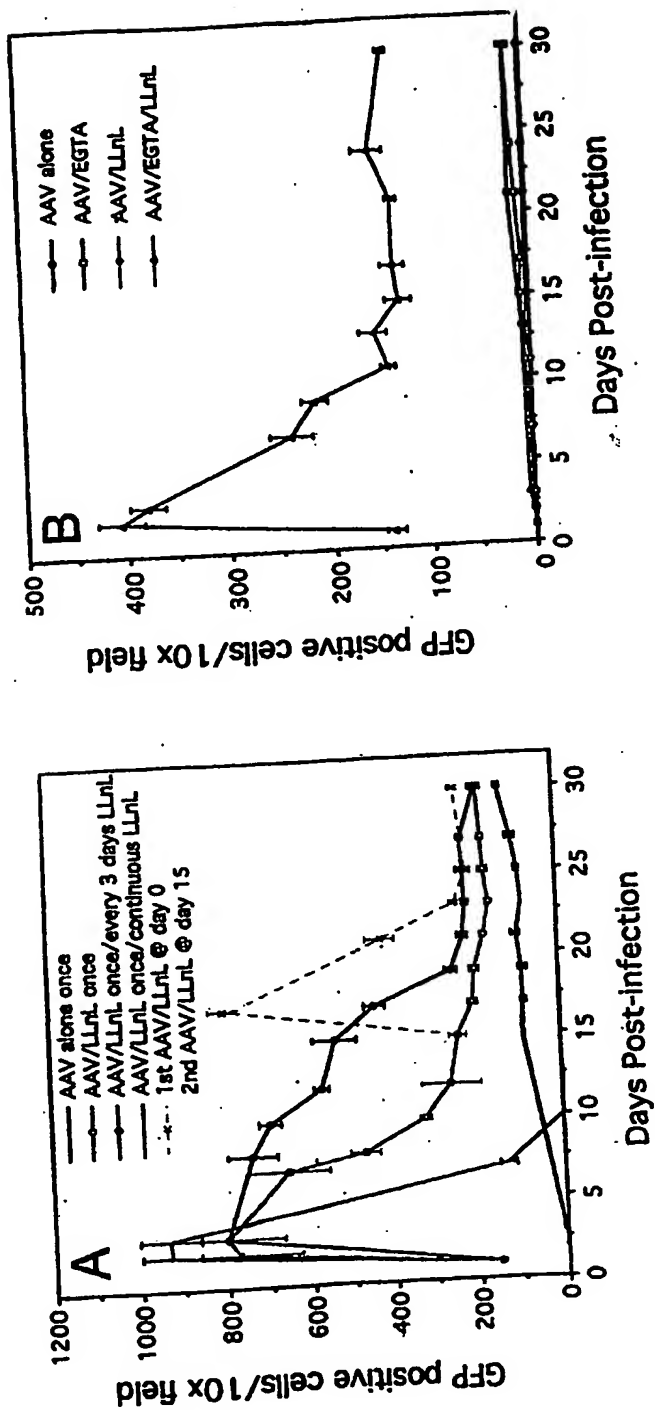 A
AAV alone once
AAV/LLnL once
AAV/LLnL once/every 3 days LLnL
AAV/LLnL once/continuous LLnL
1st AAV/LLnL @ day 0
2nd AAV/LLnL @ day 15
GFP positive cells/10x field
1200
1000
800
600
400
200
0
0 5 10 15 20 25 30
Days Post-infection
B
AAV alone
AAV/EGTA
AAV/LLnL
AAV/EGTA/LLnL
GFP positive cells/10x field
500
400
300
200
100
0
0 5 10 15 20 25 30
Days Post-infection